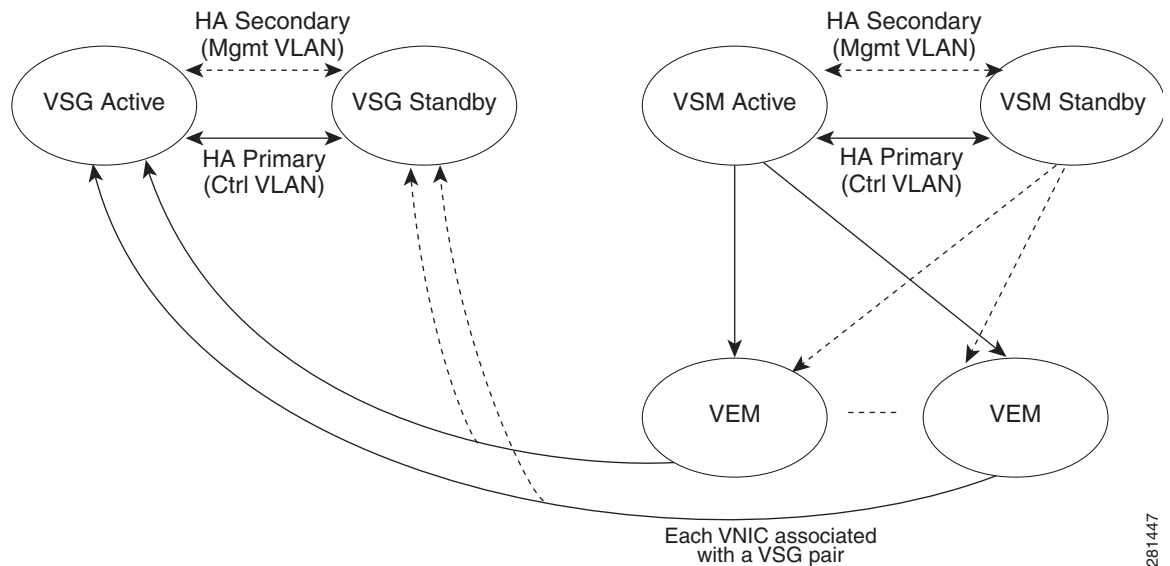 HA Secondary
(Mgmt VLAN)
HA Secondary
(Mgmt VLAN)
VSG Active
VSG Standby
VSM Active
VSM Standby
HA Primary
(Ctrl VLAN)
HA Primary
(Ctrl VLAN)
VEM
VEM
Each VNIC associated
with a VSG pair
281447